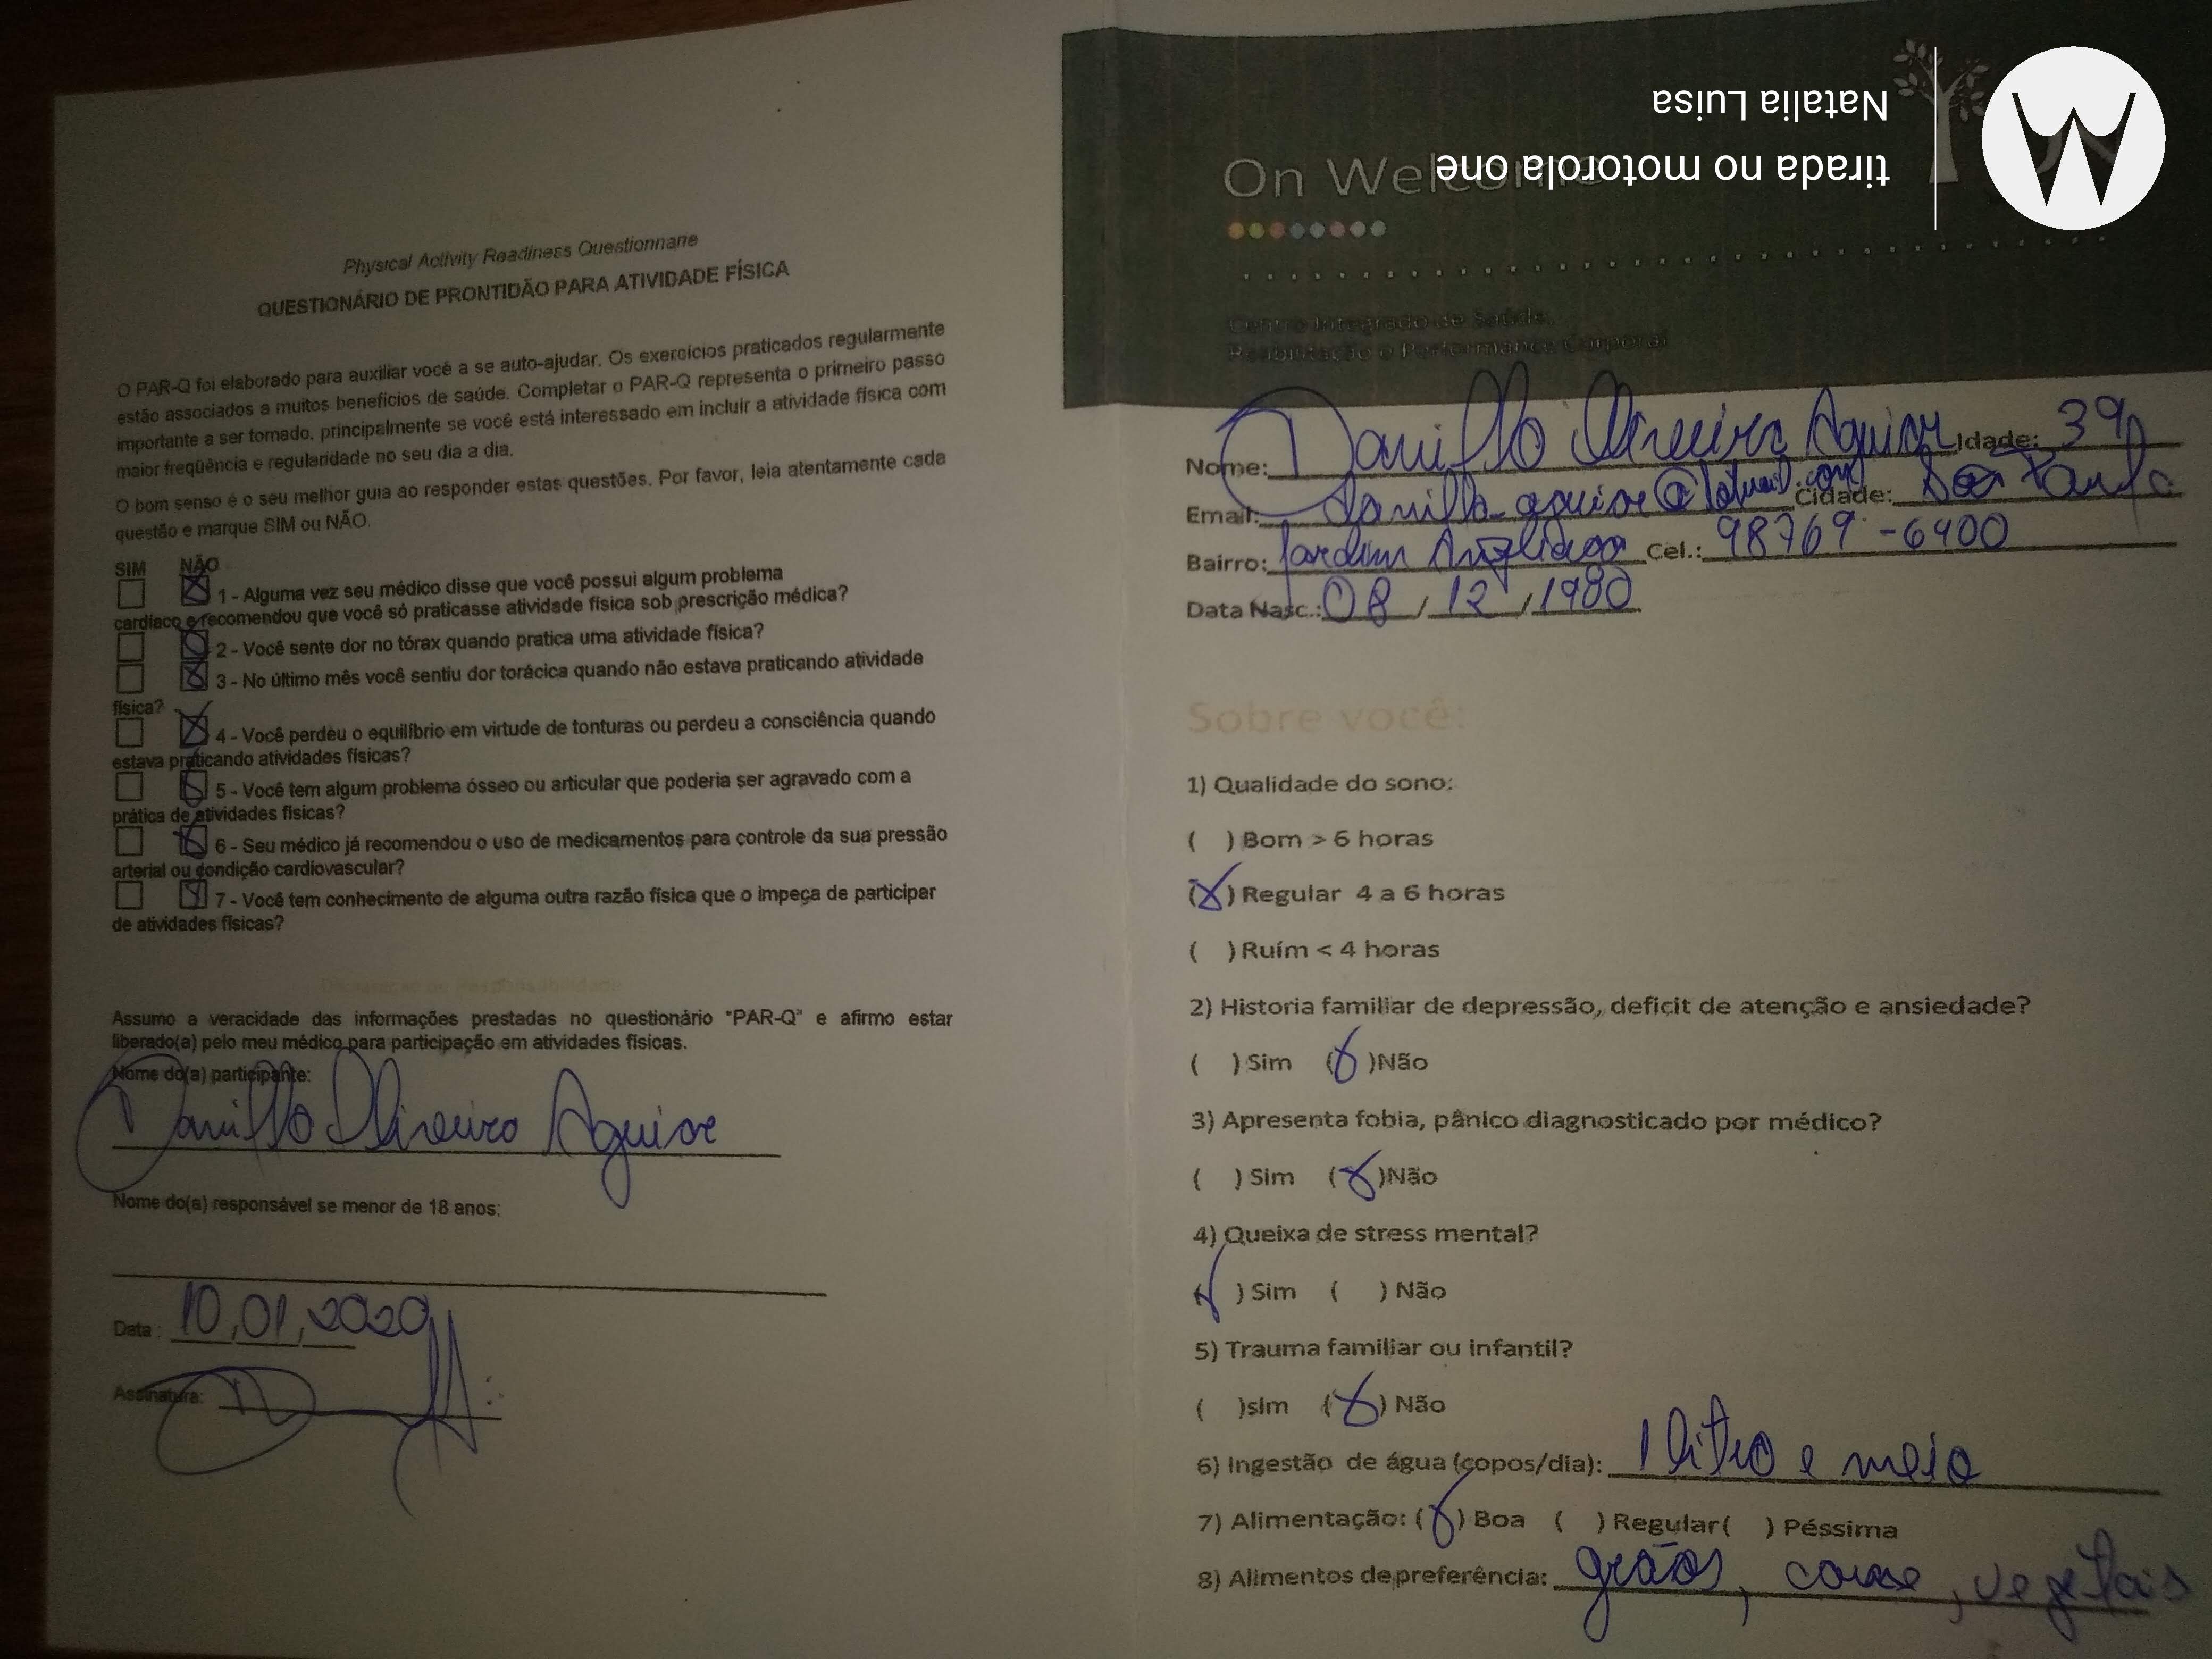 On Welcome
Centro Integrado de Saúde,
Reabilitação e Performance Corporal
Nome: Danillo Moreira Aguiar Idade: 39
Email: danillo-aguiar@hotmail.com Cidade: São Paulo
Bairro: Jardim Cel.: 98769-6400
Data Nasc.: 08/12/1980
Sobre você:
1) Qualidade do sono:
( ) Bom > 6 horas
(x) Regular 4 a 6 horas
( ) Ruím < 4 horas
2) Historia familiar de depressão, deficit de atenção e ansiedade?
( ) Sim (x)Não
3) Apresenta fobia, pânico diagnosticado por médico?
( ) Sim (x)Não
4) Queixa de stress mental?
(x) Sim ( ) Não
5) Trauma familiar ou infantil?
( )sim (x) Não
6) Ingestão de água (copos/dia): 1 litro e meio
7) Alimentação: (x) Boa ( ) Regular ( ) Péssima
8) Alimentos de preferência: grãos, carne, vegetais
Physical Activity Readiness Questionnaire
QUESTIONÁRIO DE PRONTIDÃO PARA ATIVIDADE FÍSICA
O PAR-Q foi elaborado para auxiliar você a se auto-ajudar. Os exercícios praticados regularmente
estão associados a muitos benefícios de saúde. Completar o PAR-Q representa o primeiro passo
importante a ser tomado, principalmente se você está interessado em incluir a atividade física com
maior freqüência e regularidade no seu dia a dia.
O bom senso é o seu melhor guia ao responder estas questões. Por favor, leia atentamente cada
questão e marque SIM ou NÃO.
SIM NÃO
1 - Alguma vez seu médico disse que você possui algum problema
cardíaco e recomendou que você só praticasse atividade física sob prescrição médica?
2 - Você sente dor no tórax quando pratica uma atividade física?
3 - No último mês você sentiu dor torácica quando não estava praticando atividade
física?
4 - Você perdeu o equilíbrio em virtude de tonturas ou perdeu a consciência quando
estava praticando atividades físicas?
5 - Você tem algum problema ósseo ou articular que poderia ser agravado com a
prática de atividades físicas?
6 - Seu médico já recomendou o uso de medicamentos para controle da sua pressão
arterial ou condição cardiovascular?
7 - Você tem conhecimento de alguma outra razão física que o impeça de participar
de atividades físicas?
Declaração de Responsabilidade
Assumo a veracidade das informações prestadas no questionário "PAR-Q" e afirmo estar
liberado(a) pelo meu médico para participação em atividades físicas.
Nome do(a) participante:
Danillo Moreira Aguiar
Nome do(a) responsável se menor de 18 anos:
Data: 10,01,2020
Assinatura:
tirada no motorola one
Natalia Luisa